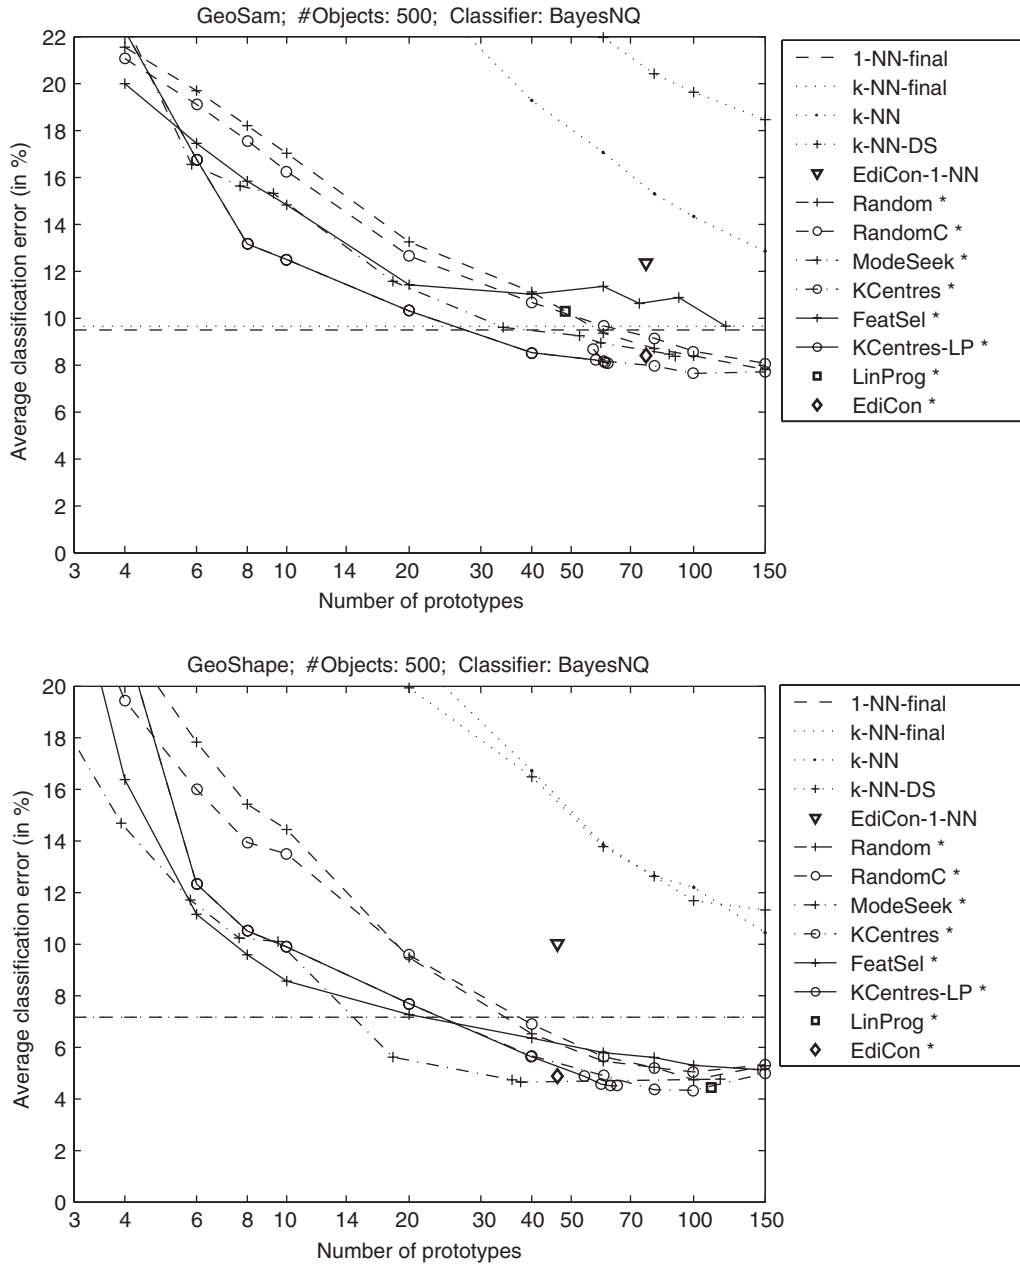 GeoSam; #Objects: 500; Classifier: BayesNQ
Average classification error (in %)
22
20
18
16
14
12
10
8
6
4
2
0
3 4 6 8 10 14 20 30 40 50 70 100 150
Number of prototypes
1-NN-final
k-NN-final
k-NN
k-NN-DS
EdiCon-1-NN
Random *
RandomC *
ModeSeek *
KCentres *
FeatSel *
KCentres-LP *
LinProg *
EdiCon *
GeoShape; #Objects: 500; Classifier: BayesNQ
Average classification error (in %)
20
18
16
14
12
10
8
6
4
2
0
3 4 6 8 10 14 20 30 40 50 70 100 150
Number of prototypes
1-NN-final
k-NN-final
k-NN
k-NN-DS
EdiCon-1-NN
Random *
RandomC *
ModeSeek *
KCentres *
FeatSel *
KCentres-LP *
LinProg *
EdiCon *